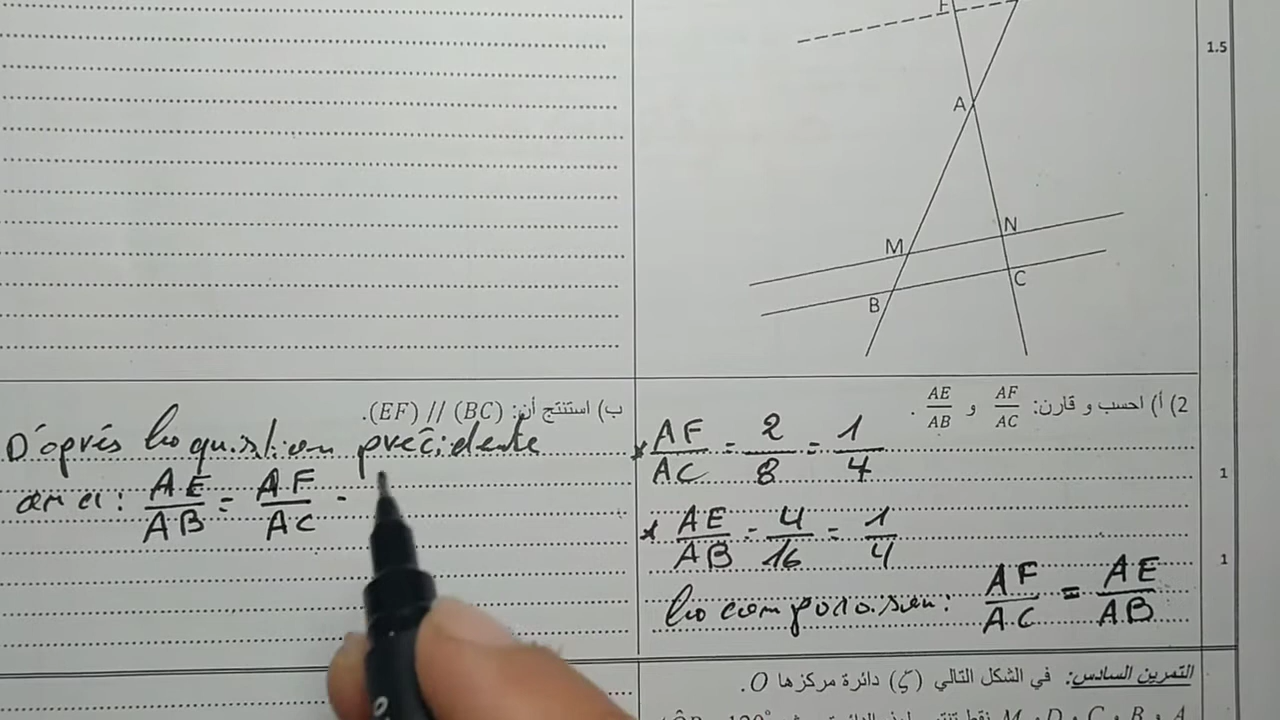 F
1.5
A
M
N
B
C
2) أ) احسب و قارن: AF/AC و AE/AB .
* AF/AC = 2/8 = 1/4
1
* AE/AB = 4/16 = 1/4
1
la comparaison: AF/AC = AE/AB
ب) استنتج أن: (EF) // (BC).
D'après la question précédente
on a: AE/AB = AF/AC .
التمرين السادس: في الشكل التالي (ζ) دائرة مركزها O.